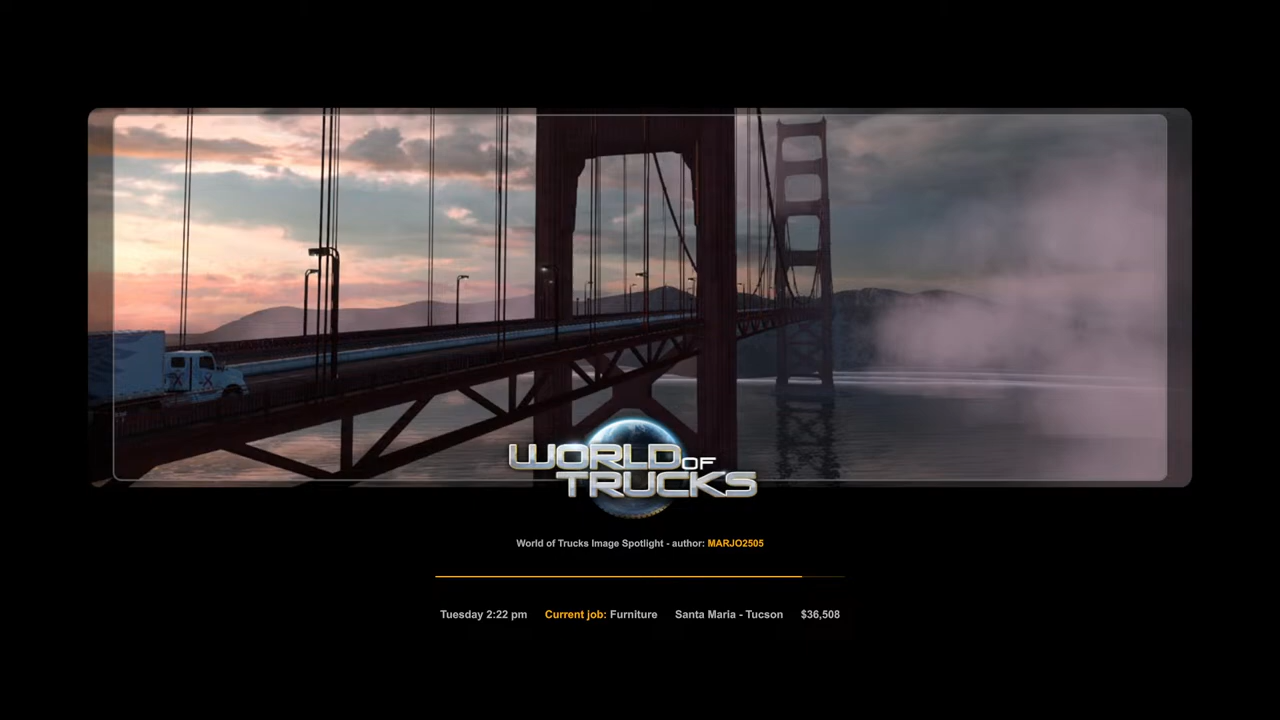 WORLD OF
TRUCKS
World of Trucks Image Spotlight - author: MARJO2505
Tuesday 2:22 pm Current job: Furniture Santa Maria - Tucson $36,508